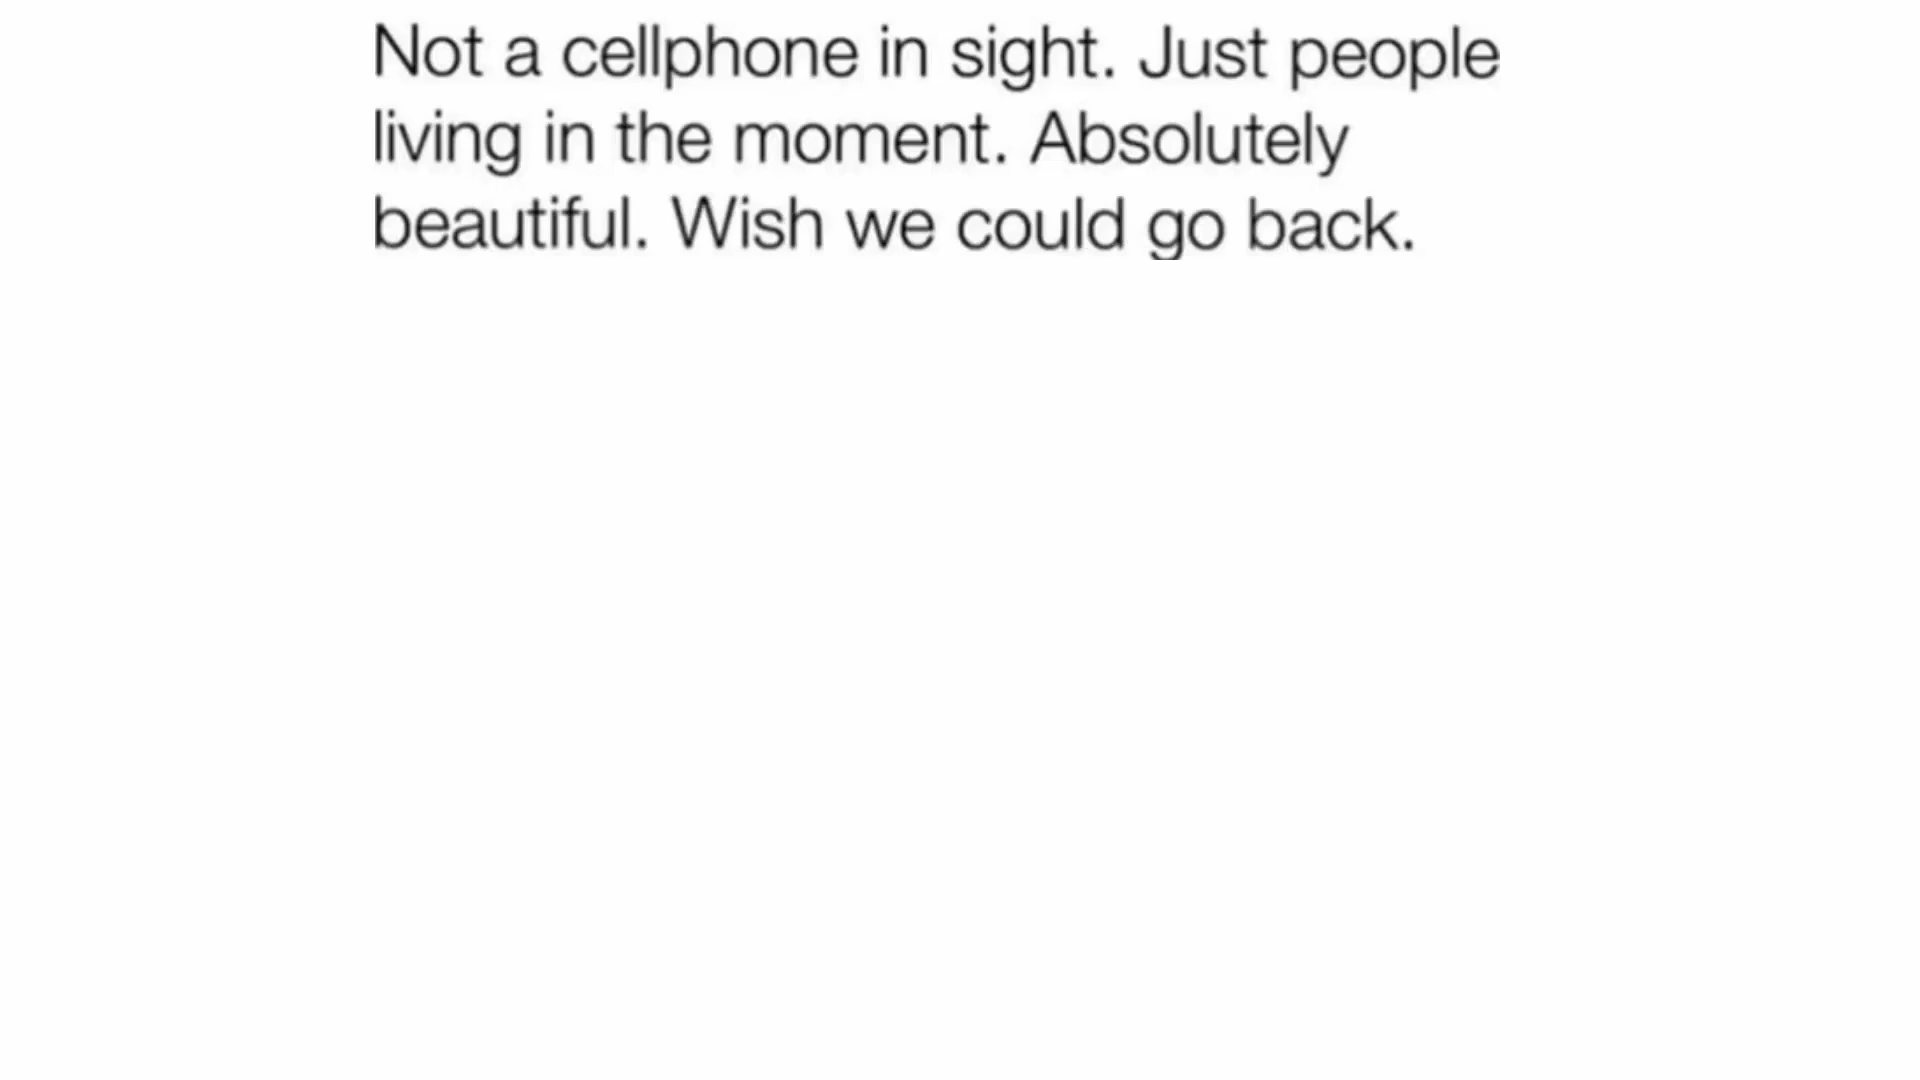 Not a cellphone in sight. Just people
living in the moment. Absolutely
beautiful. Wish we could go back.